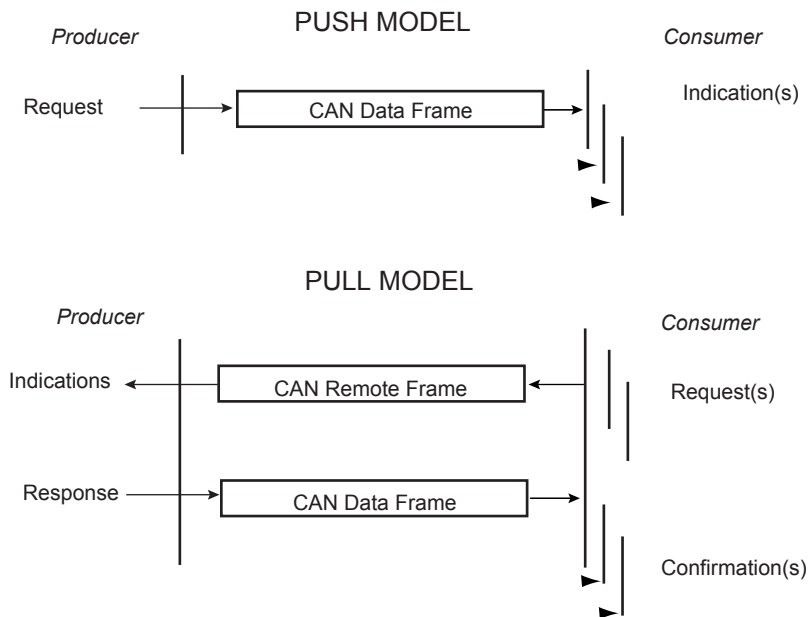 PUSH MODEL
Producer
Consumer
Request
CAN Data Frame
Indication(s)
PULL MODEL
Producer
Consumer
Indications
CAN Remote Frame
Request(s)
Response
CAN Data Frame
Confirmation(s)